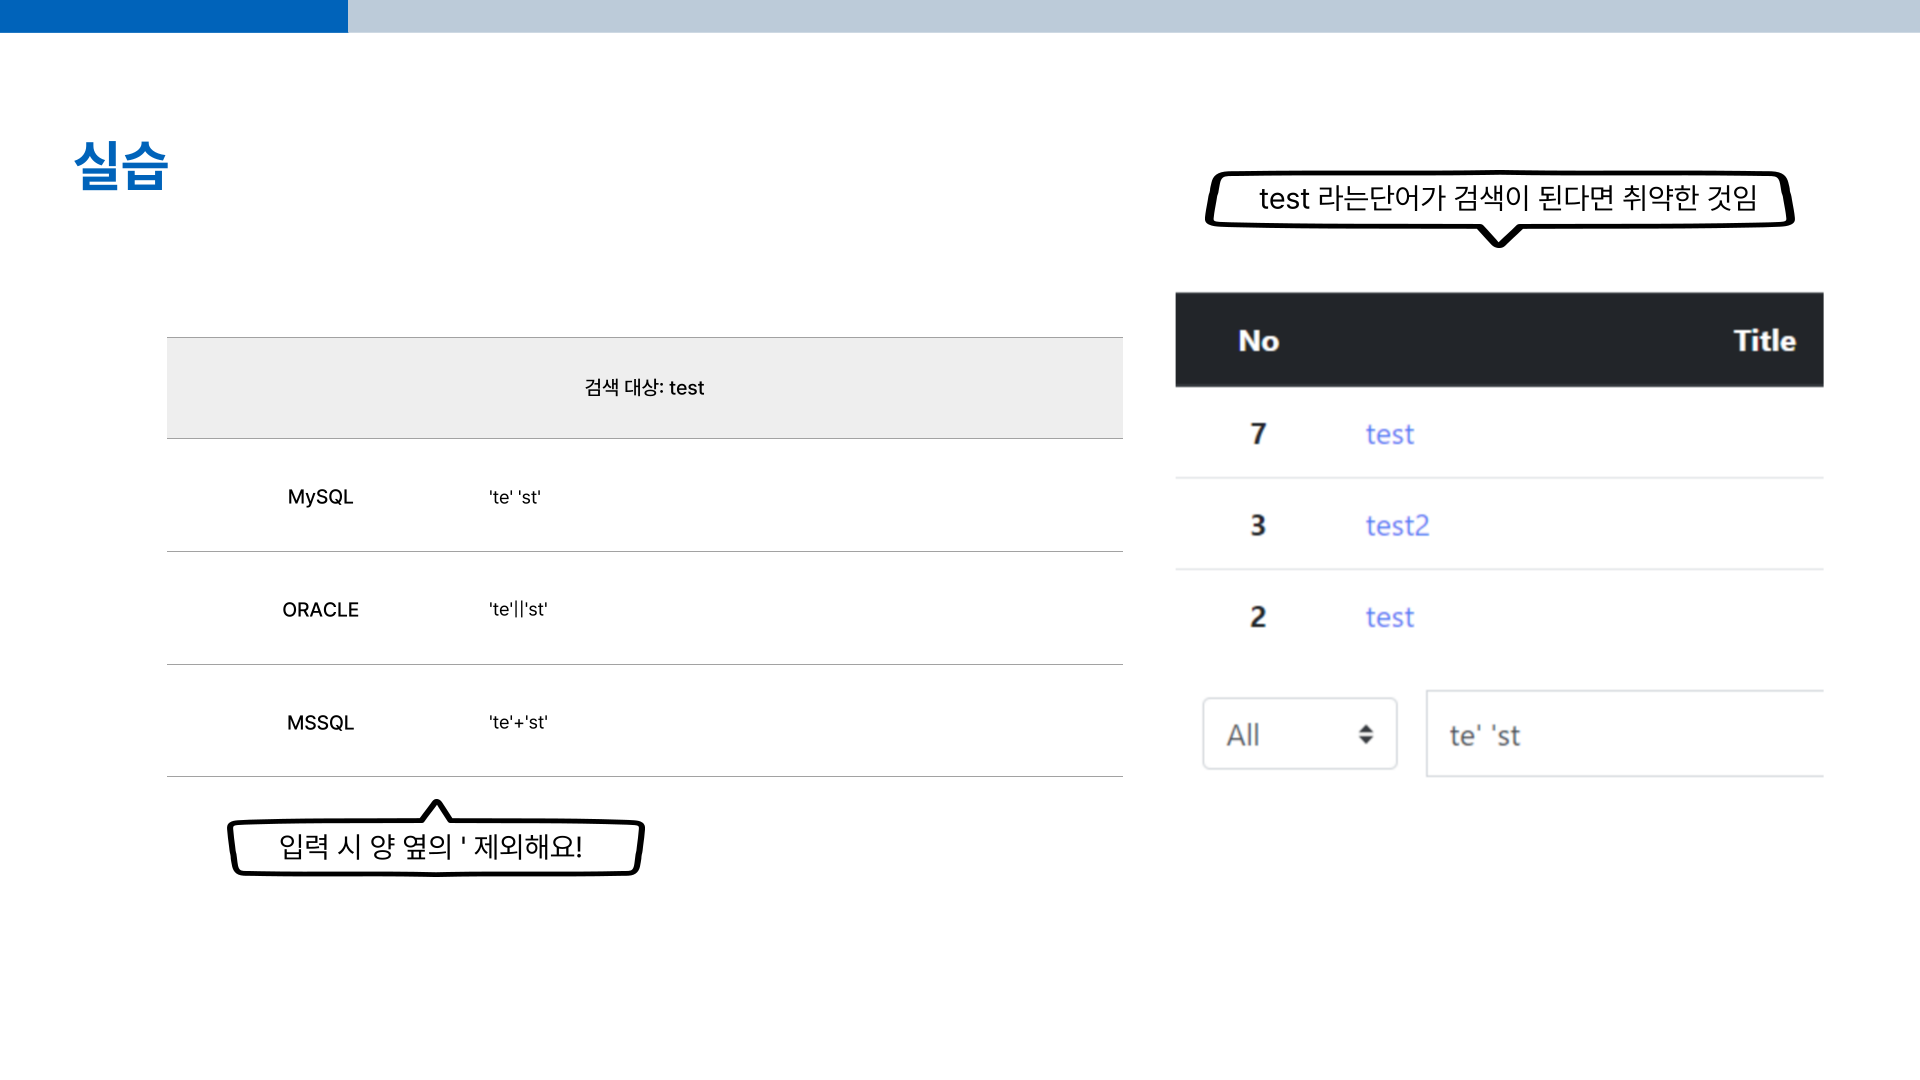 실습
test 라는단어가 검색이 된다면 취약한 것임
검색 대상: test
MySQL 'te' 'st'
ORACLE 'te'||'st'
MSSQL 'te'+'st'
입력 시 양 옆의 ' 제외해요!
No Title
7 test
3 test2
2 test
All te' 'st